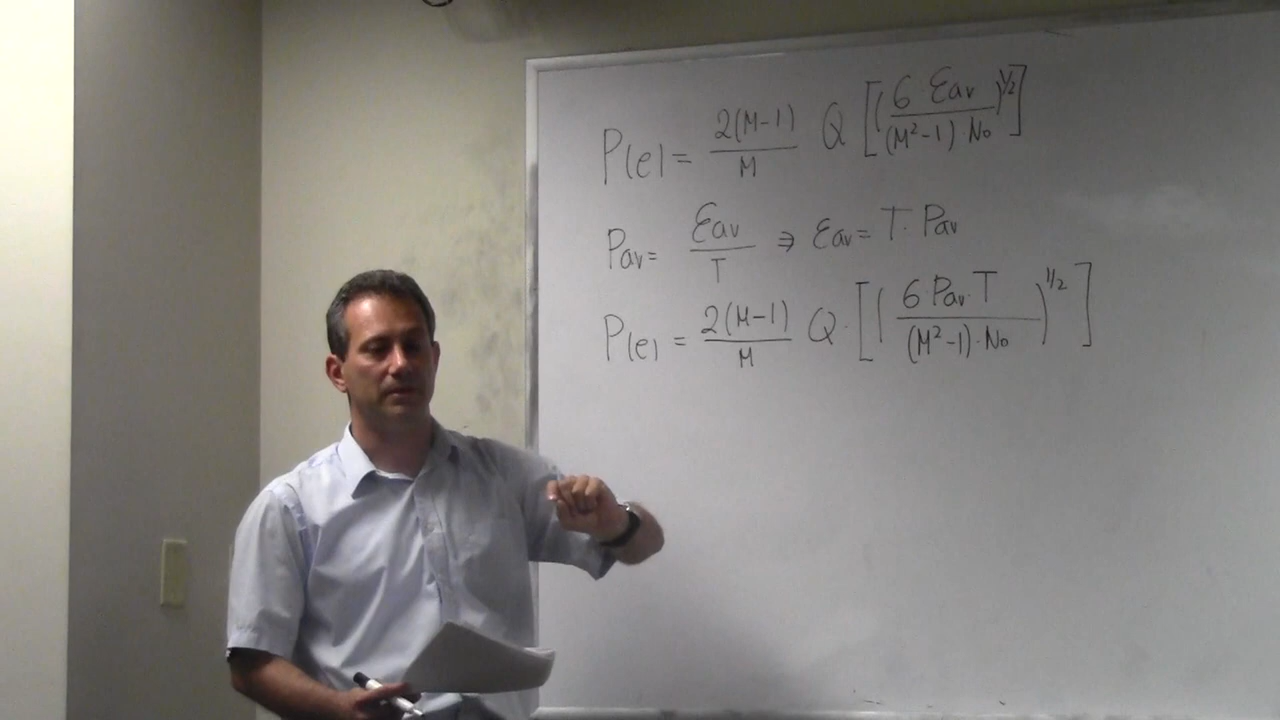 P(e) = 2(M-1)/M Q [(6 Eav/((M²-1)·No))^1/2]
Pav = Eav/T ⇒ Eav = T·Pav
P(e) = 2(M-1)/M Q·[(6·Pav·T/((M²-1)·No))^1/2]